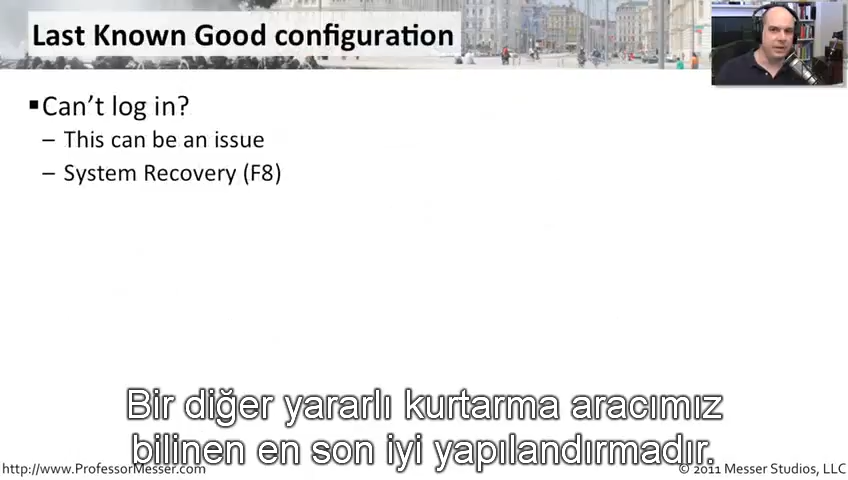 Last Known Good configuration
▪Can't log in?
– This can be an issue
– System Recovery (F8)
Bir diğer yararlı kurtarma aracımız
bilinen en son iyi yapılandırmadır.
http://www.ProfessorMesser.com
© 2011 Messer Studios, LLC